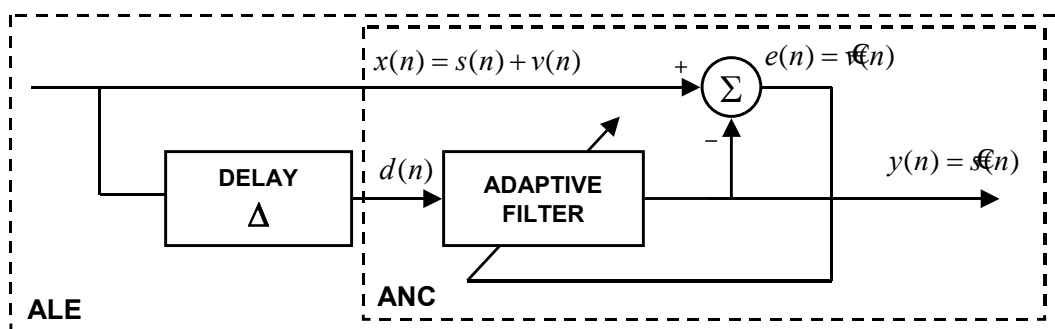 x(n) = s(n) + v(n)
+
Σ
e(n) =
−
DELAY
Δ
d(n)
ADAPTIVE
FILTER
y(n) =
ALE
ANC